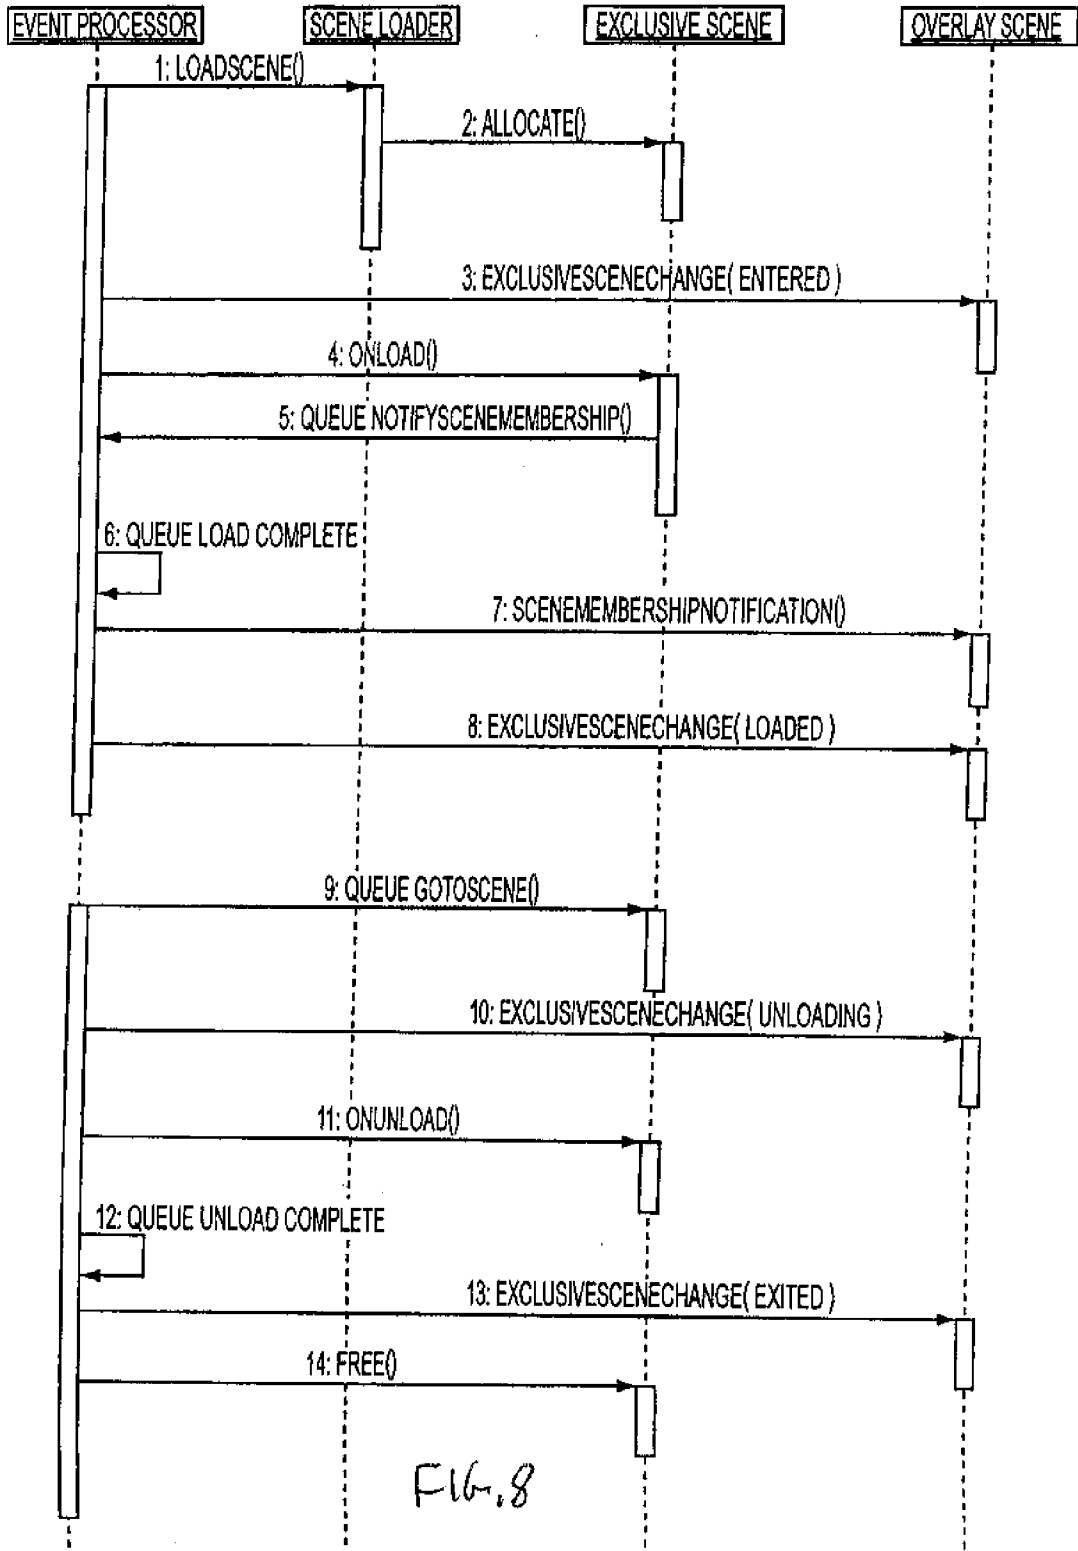 EVENT PROCESSOR
SCENE LOADER
EXCLUSIVE SCENE
OVERLAY SCENE
1: LOADSCENE()
2: ALLOCATE()
3: EXCLUSIVESCENECHANGE( ENTERED )
4: ONLOAD()
5: QUEUE NOTIFYSCENEMEMBERSHIP()
6: QUEUE LOAD COMPLETE
7: SCENEMEMBERSHIPNOTIFICATION()
8: EXCLUSIVESCENECHANGE( LOADED )
9: QUEUE GOTOSCENE()
10: EXCLUSIVESCENECHANGE( UNLOADING )
11: ONUNLOAD()
12: QUEUE UNLOAD COMPLETE
13: EXCLUSIVESCENECHANGE( EXITED )
14: FREE()
FIG. 8